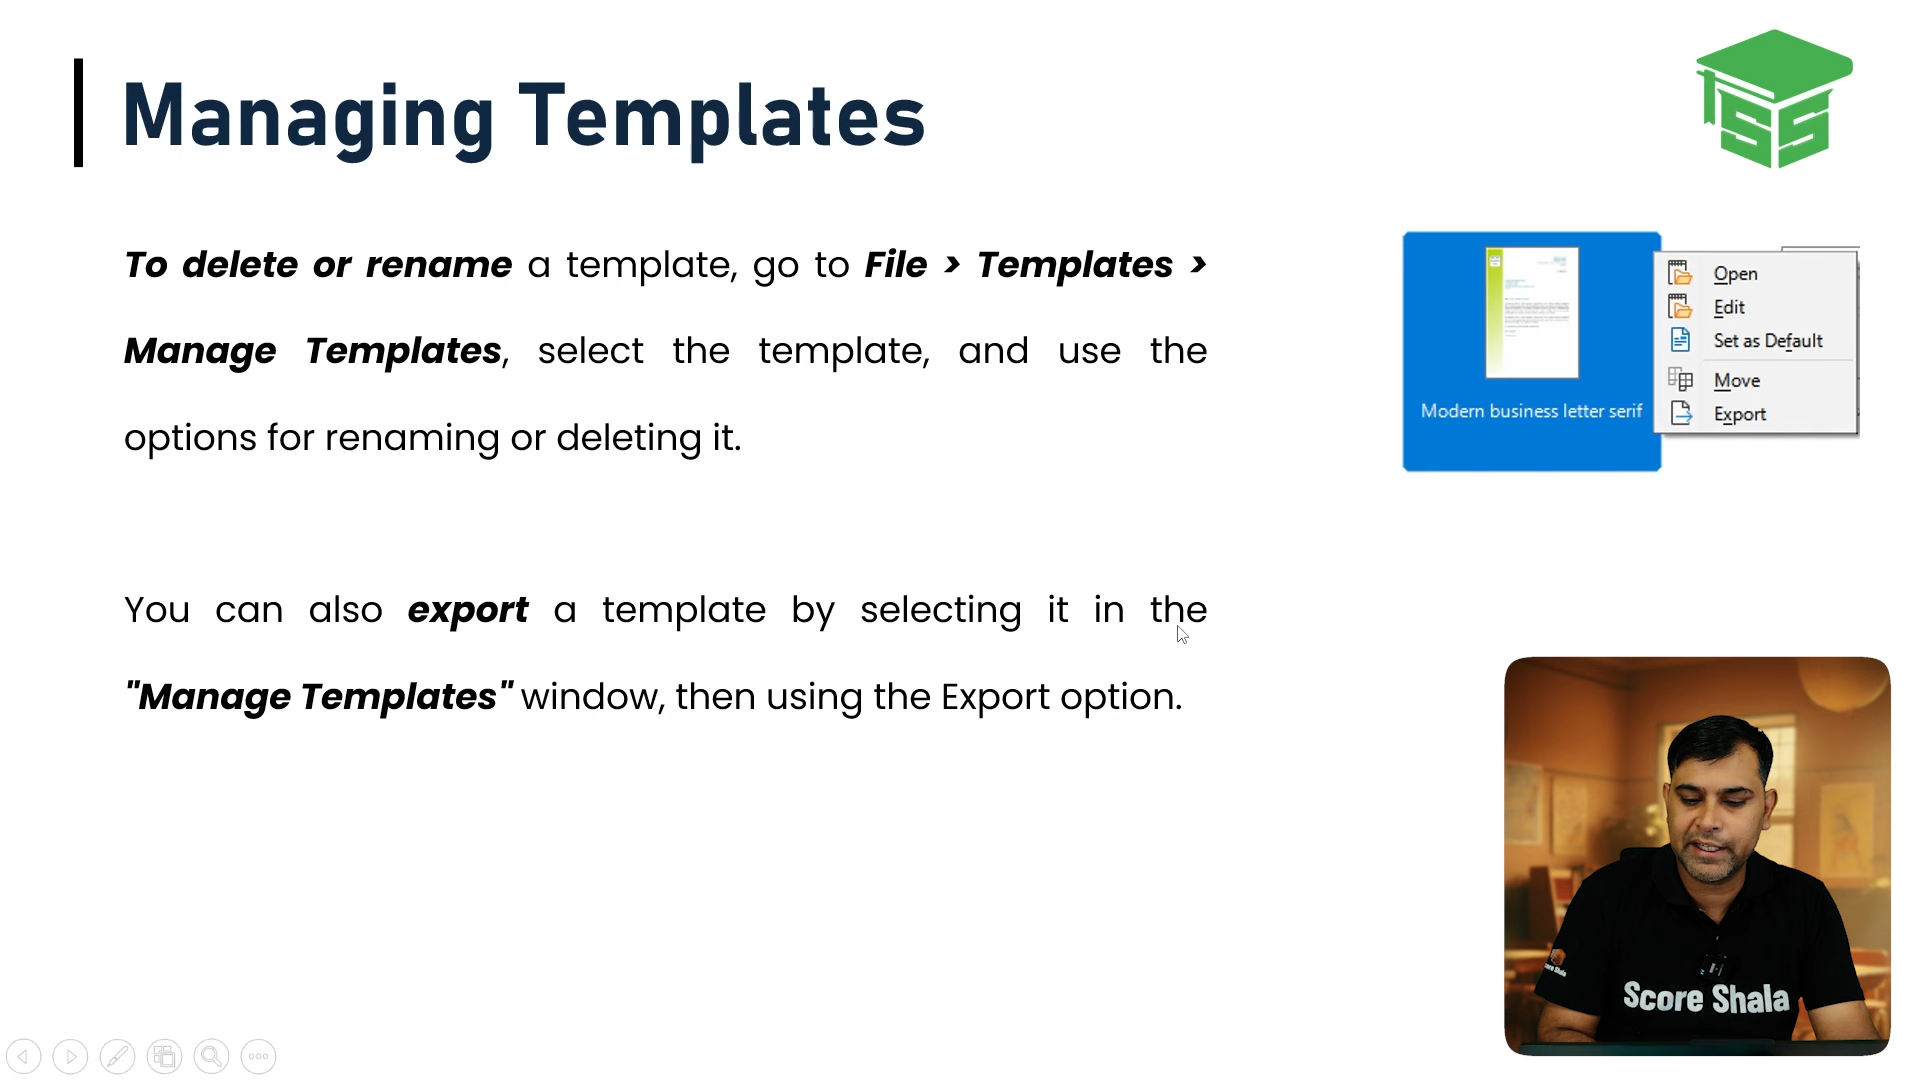 Managing Templates
To delete or rename a template, go to File > Templates >
Manage Templates, select the template, and use the
options for renaming or deleting it.
You can also export a template by selecting it in the
"Manage Templates" window, then using the Export option.
SS
Modern business letter serif
Open
Edit
Set as Default
Move
Export
Score Shala